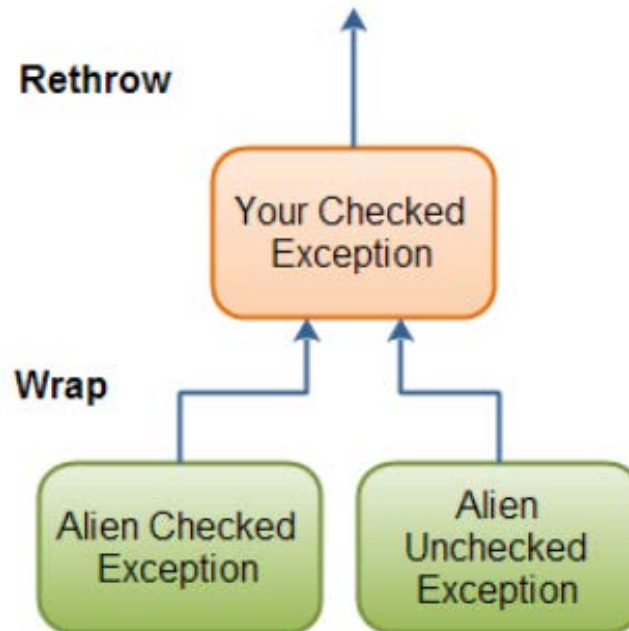 Rethrow
Your Checked
Exception
Wrap
Alien Checked
Exception
Alien
Unchecked
Exception